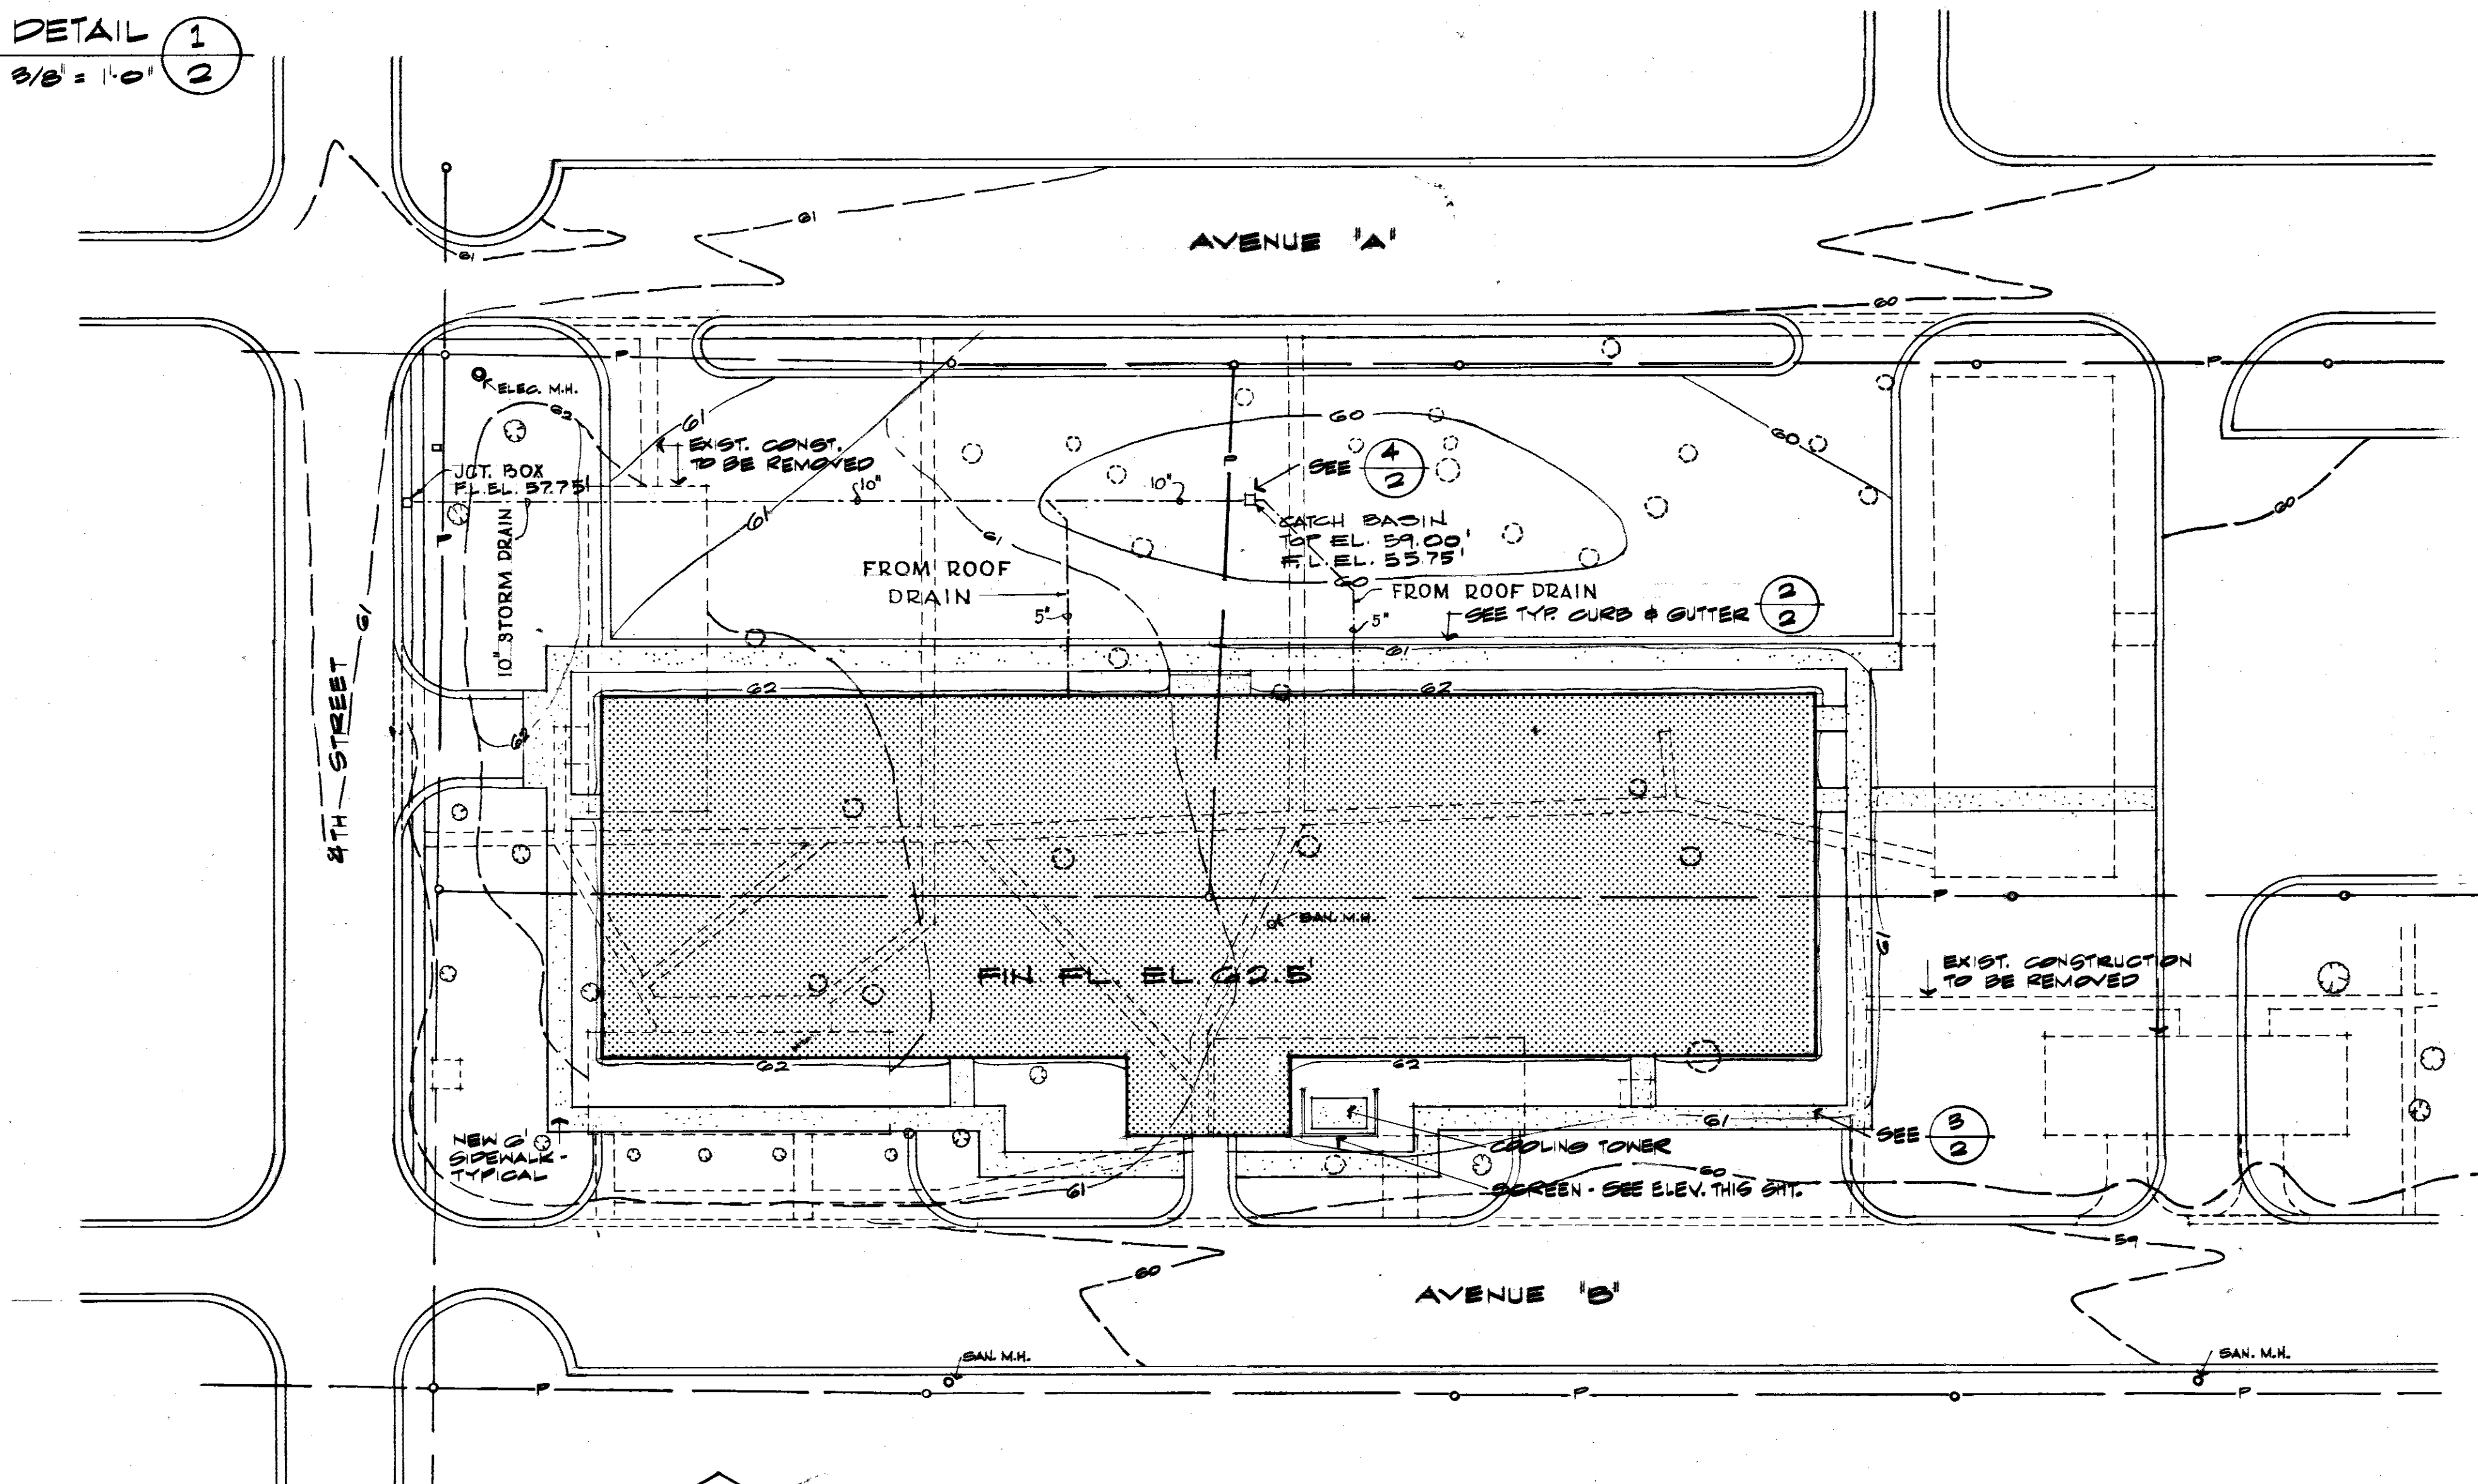 DETAIL 1
3/8" = 1'-0" 2
61
AVENUE "A"
61
60
P
P
ELEC. M.H.
62
61
EXIST. CONST.
TO BE REMOVED
60
60
SEE 4
2
JCT. BOX
FL. EL. 57.75'
10"
10"
P
60
P
61
61
CATCH BASIN
TOP EL. 59.00'
FL. EL. 55.75'
10" STORM DRAIN
FROM ROOF
DRAIN
60
FROM ROOF DRAIN
5"
5"
SEE TYP. CURB & GUTTER 2
2
61
4TH STREET
61
62
62
62
P
SAN. M.H.
FIN. FL. EL. 62.5'
61
EXIST. CONSTRUCTION
TO BE REMOVED
62
62
NEW 6'
SIDEWALK -
TYPICAL
61
SEE 3
2
COOLING TOWER
60
SCREEN - SEE ELEV. THIS SHT.
61
59
60
AVENUE "B"
SAN. M.H.
SAN. M.H.
P
P
P